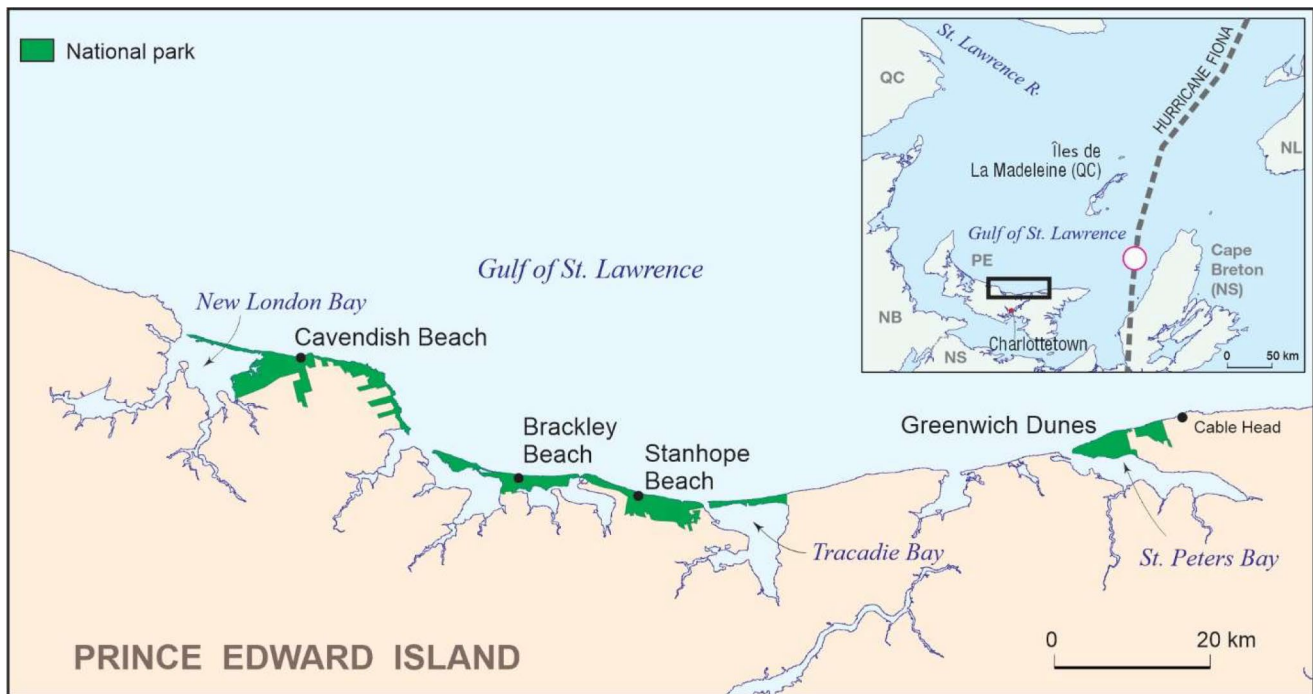 National park
Gulf of St. Lawrence
New London Bay
Cavendish Beach
Brackley
Beach
Stanhope
Beach
Tracadie Bay
Greenwich Dunes
Cable Head
St. Peters Bay
PRINCE EDWARD ISLAND
0 20 km
St. Lawrence R.
QC
HURRICANE FIONA
NL
Îles de
La Madeleine (QC)
Gulf of St. Lawrence
PE
Cape
Breton
(NS)
NB
NS
Charlottetown
0 50 km